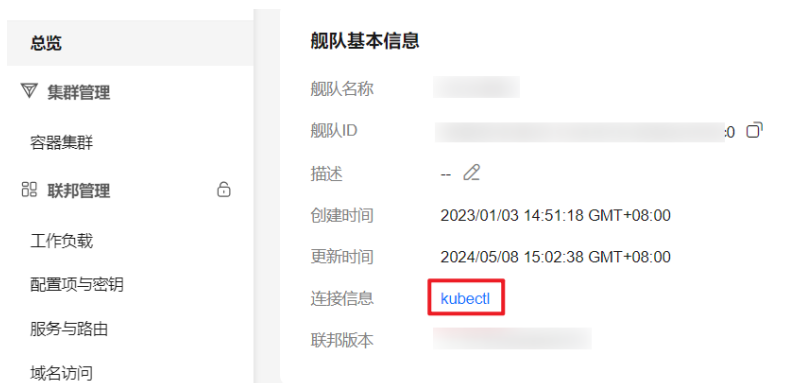 总览
集群管理
容器集群
联邦管理
工作负载
配置项与密钥
服务与路由
域名访问
舰队基本信息
舰队名称
舰队ID
描述 --
创建时间 2023/01/03 14:51:18 GMT+08:00
更新时间 2024/05/08 15:02:38 GMT+08:00
连接信息 kubectl
联邦版本